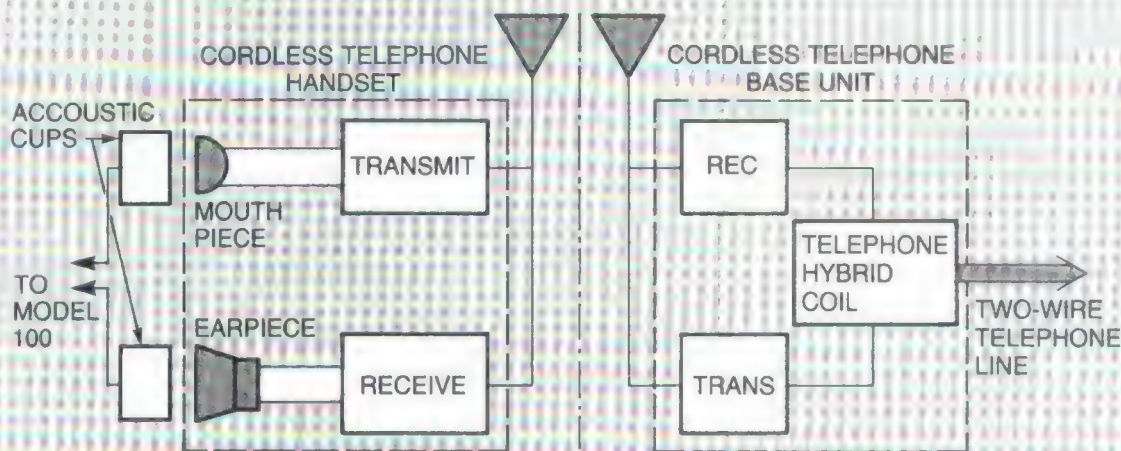 CORDLESS TELEPHONE
HANDSET
CORDLESS TELEPHONE
BASE UNIT
ACCOUSTIC
CUPS
TRANSMIT
REC
MOUTH
PIECE
TELEPHONE
HYBRID
COIL
TO
MODEL
100
EARPIECE
TWO-WIRE
TELEPHONE
LINE
RECEIVE
TRANS